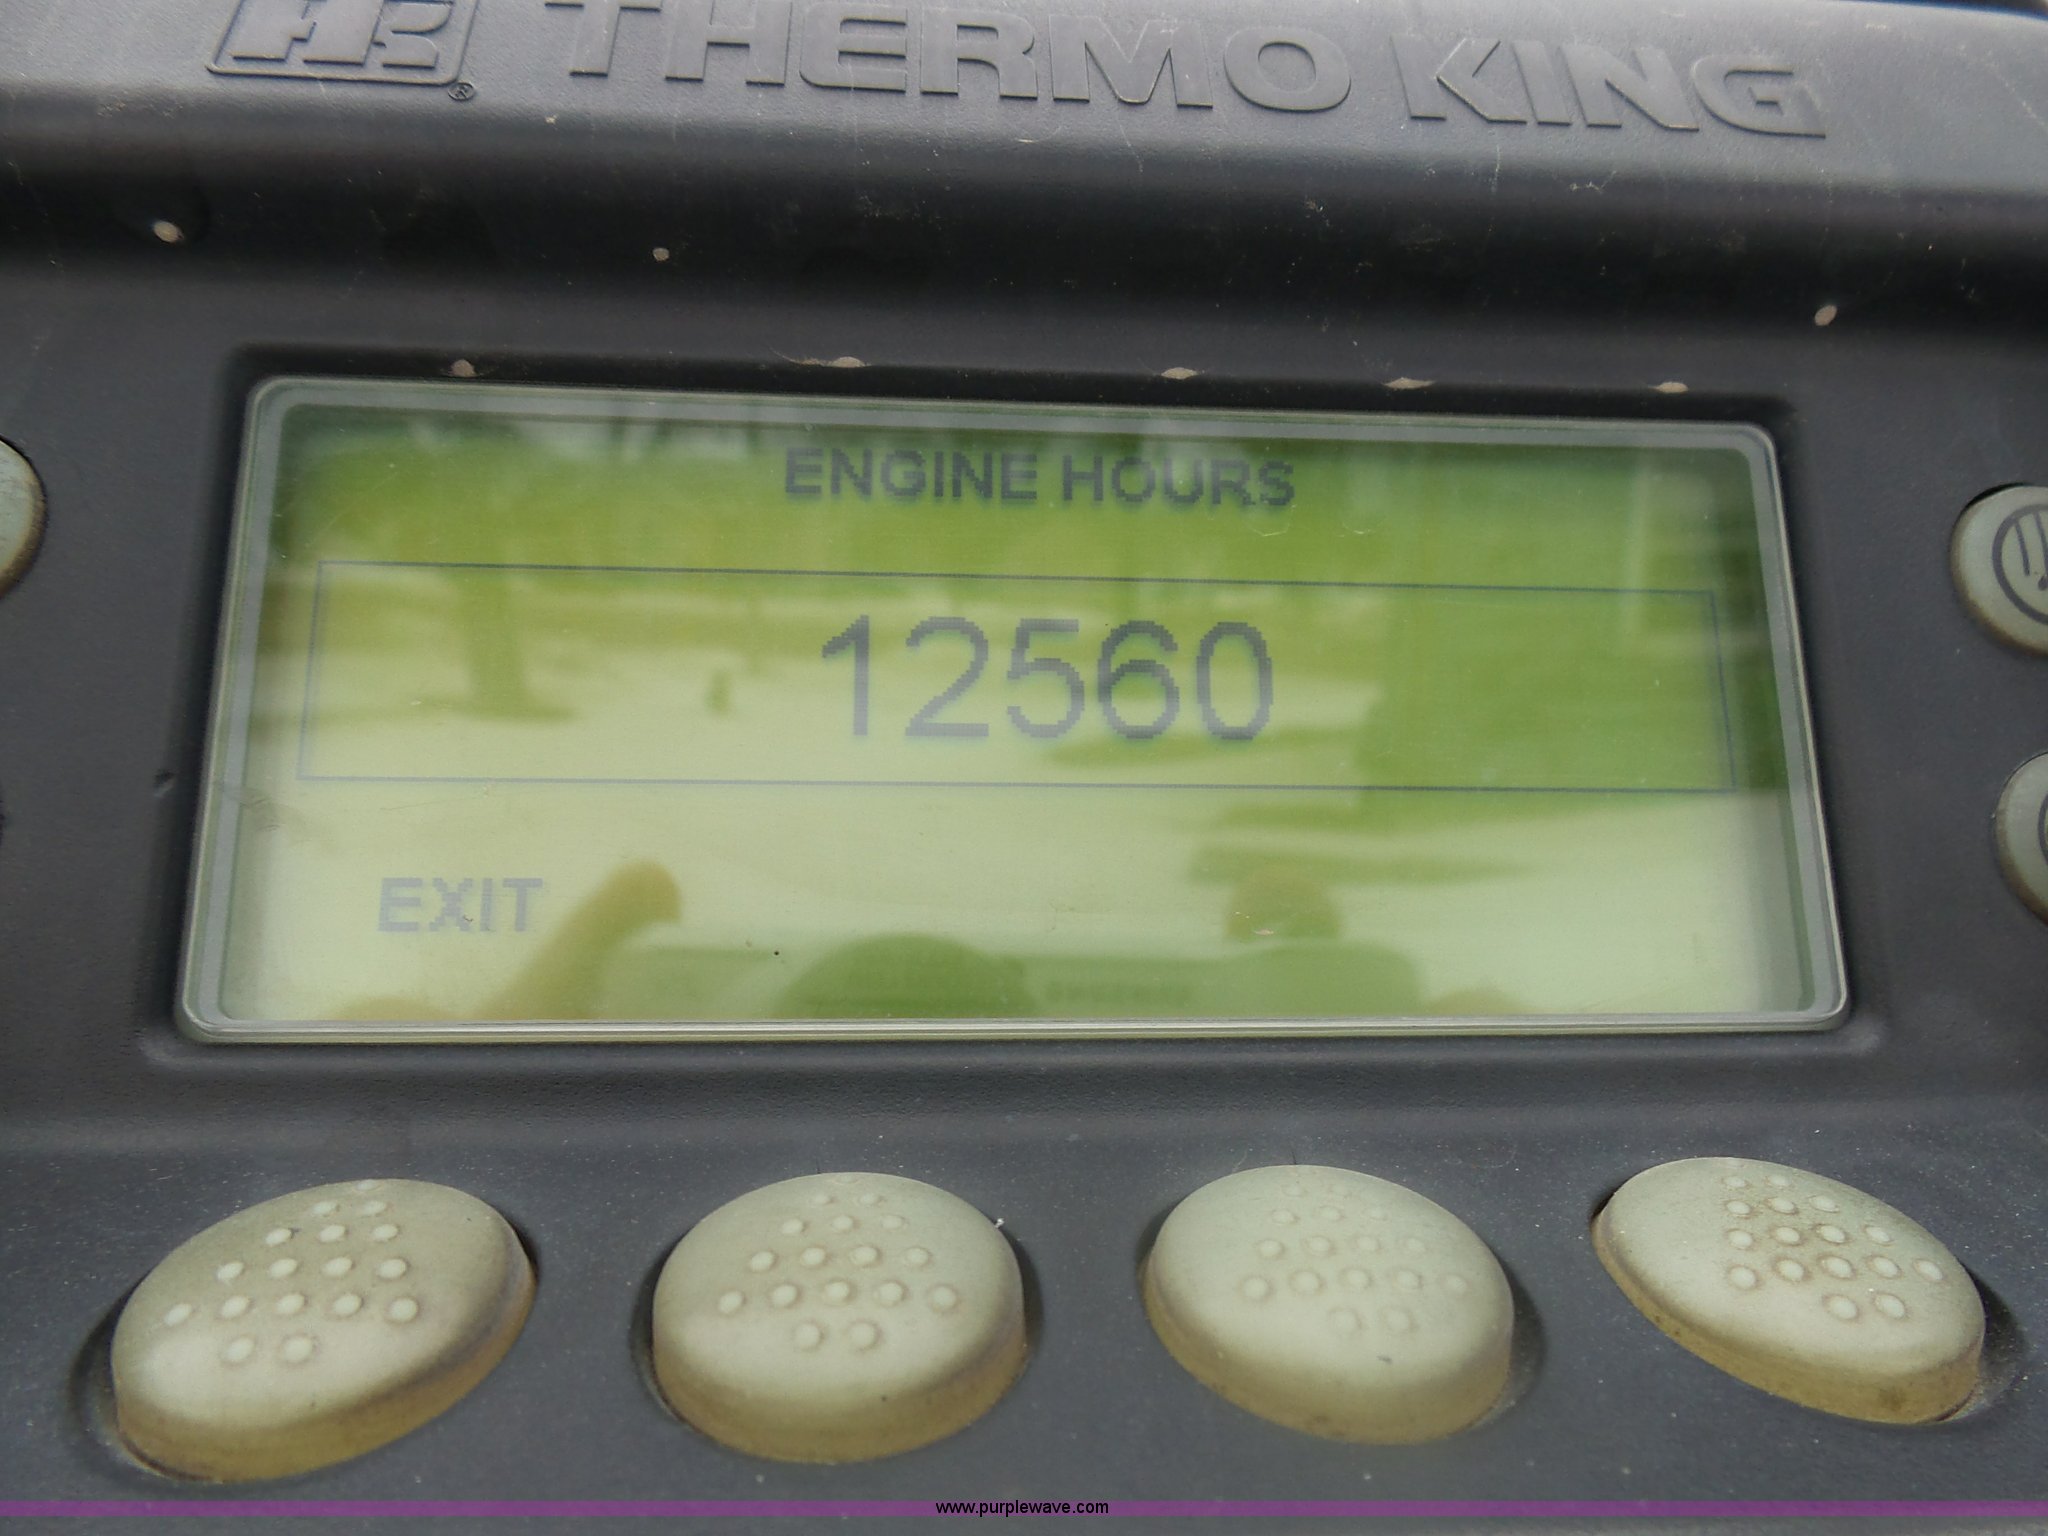 THERMO KING
ENGINE HOURS
12560
EXIT
www.purplewave.com